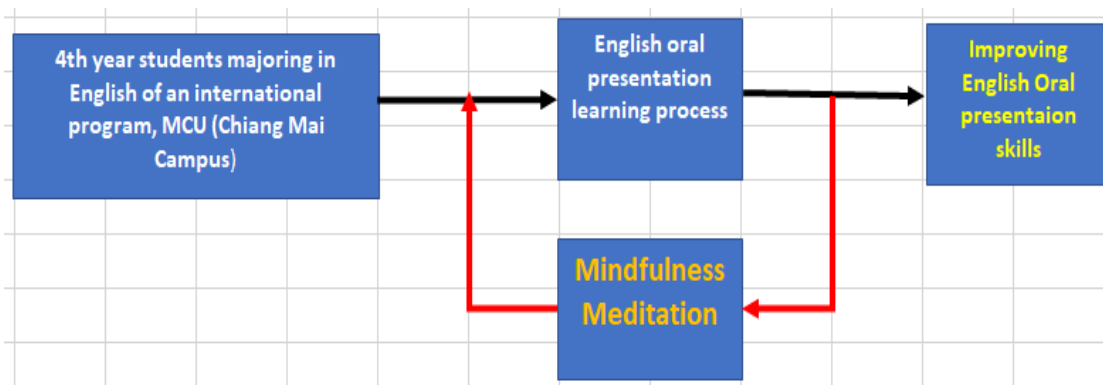 4th year students majoring in
English of an international
program, MCU (Chiang Mai
Campus)
English oral
presentation
learning process
Improving
English Oral
presentaion
skills
Mindfulness
Meditation